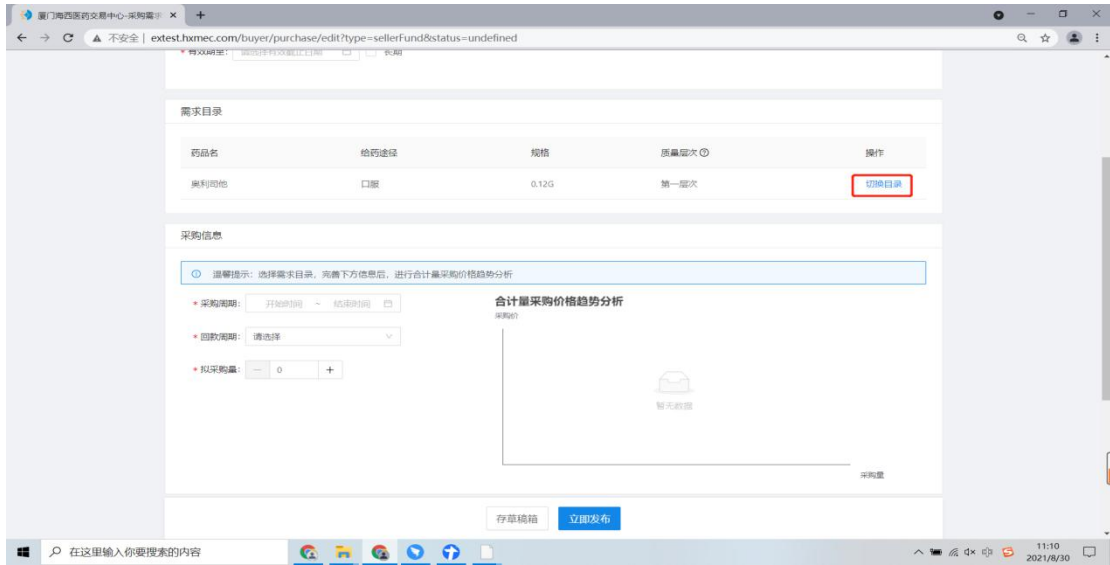 厦门海西医药交易中心-采购需求
不安全 | extest.hxmec.com/buyer/purchase/edit?type=sellerFund&status=undefined
* 有效期至: 请选择有效截止日期 长期
需求目录
药品名 给药途径 规格 质量层次 操作
奥利司他 口服 0.12G 第一层次 切换目录
采购信息
温馨提示：选择需求目录，完善下方信息后，进行合计量采购价格趋势分析
* 采购周期: 开始时间 ~ 结束时间
合计量采购价格趋势分析
采购价
* 回款周期: 请选择
* 拟采购量: — 0 +
暂无数据
采购量
存草稿箱 立即发布
在这里输入你要搜索的内容
11:10
2021/8/30